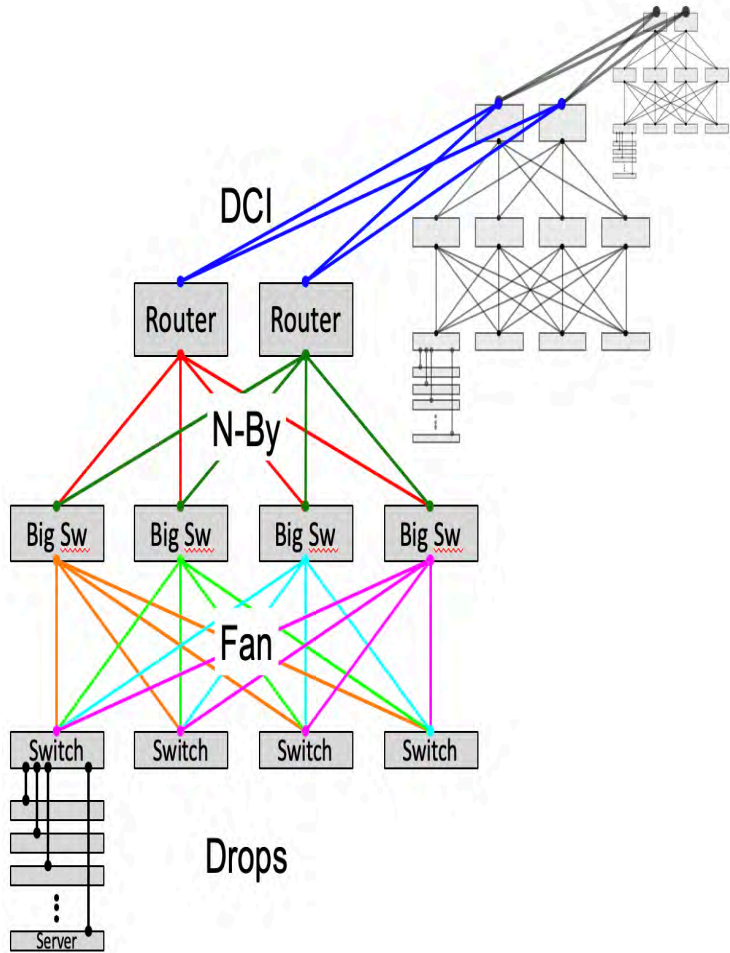 DCI
Router
Router
N-By
Big Sw
Big Sw
Big Sw
Big Sw
Fan
Switch
Switch
Switch
Switch
Drops
Server